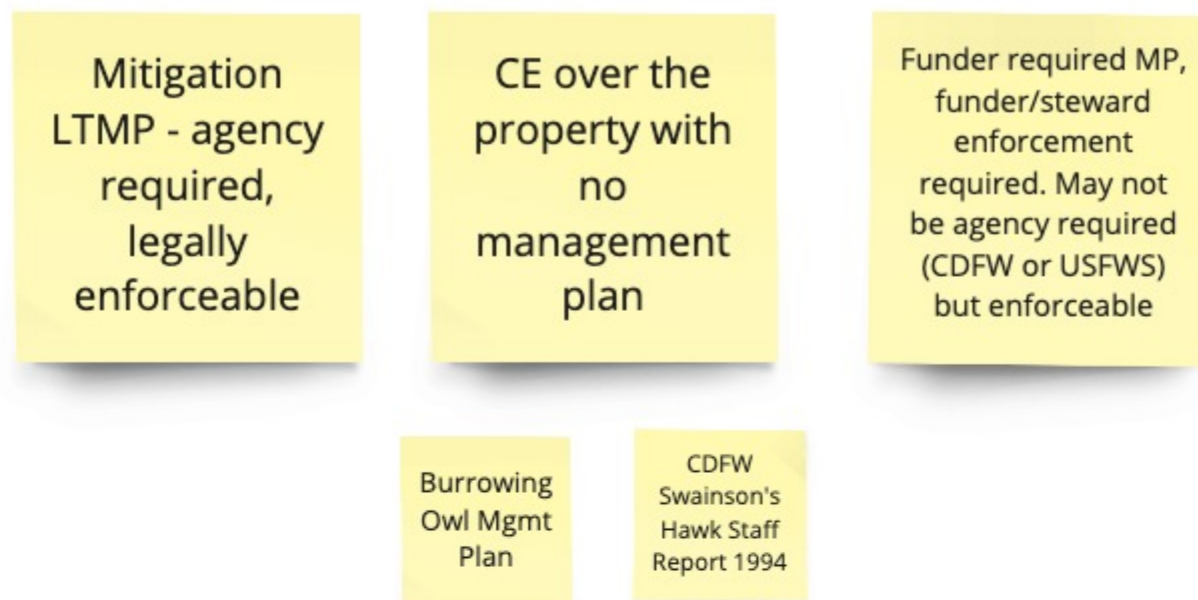 Mitigation
LTMP - agency
required,
legally
enforceable
CE over the
property with
no
management
plan
Funder required MP,
funder/steward
enforcement
required. May not
be agency required
(CDFW or USFWS)
but enforceable
Burrowing
Owl Mgmt
Plan
CDFW
Swainson's
Hawk Staff
Report 1994